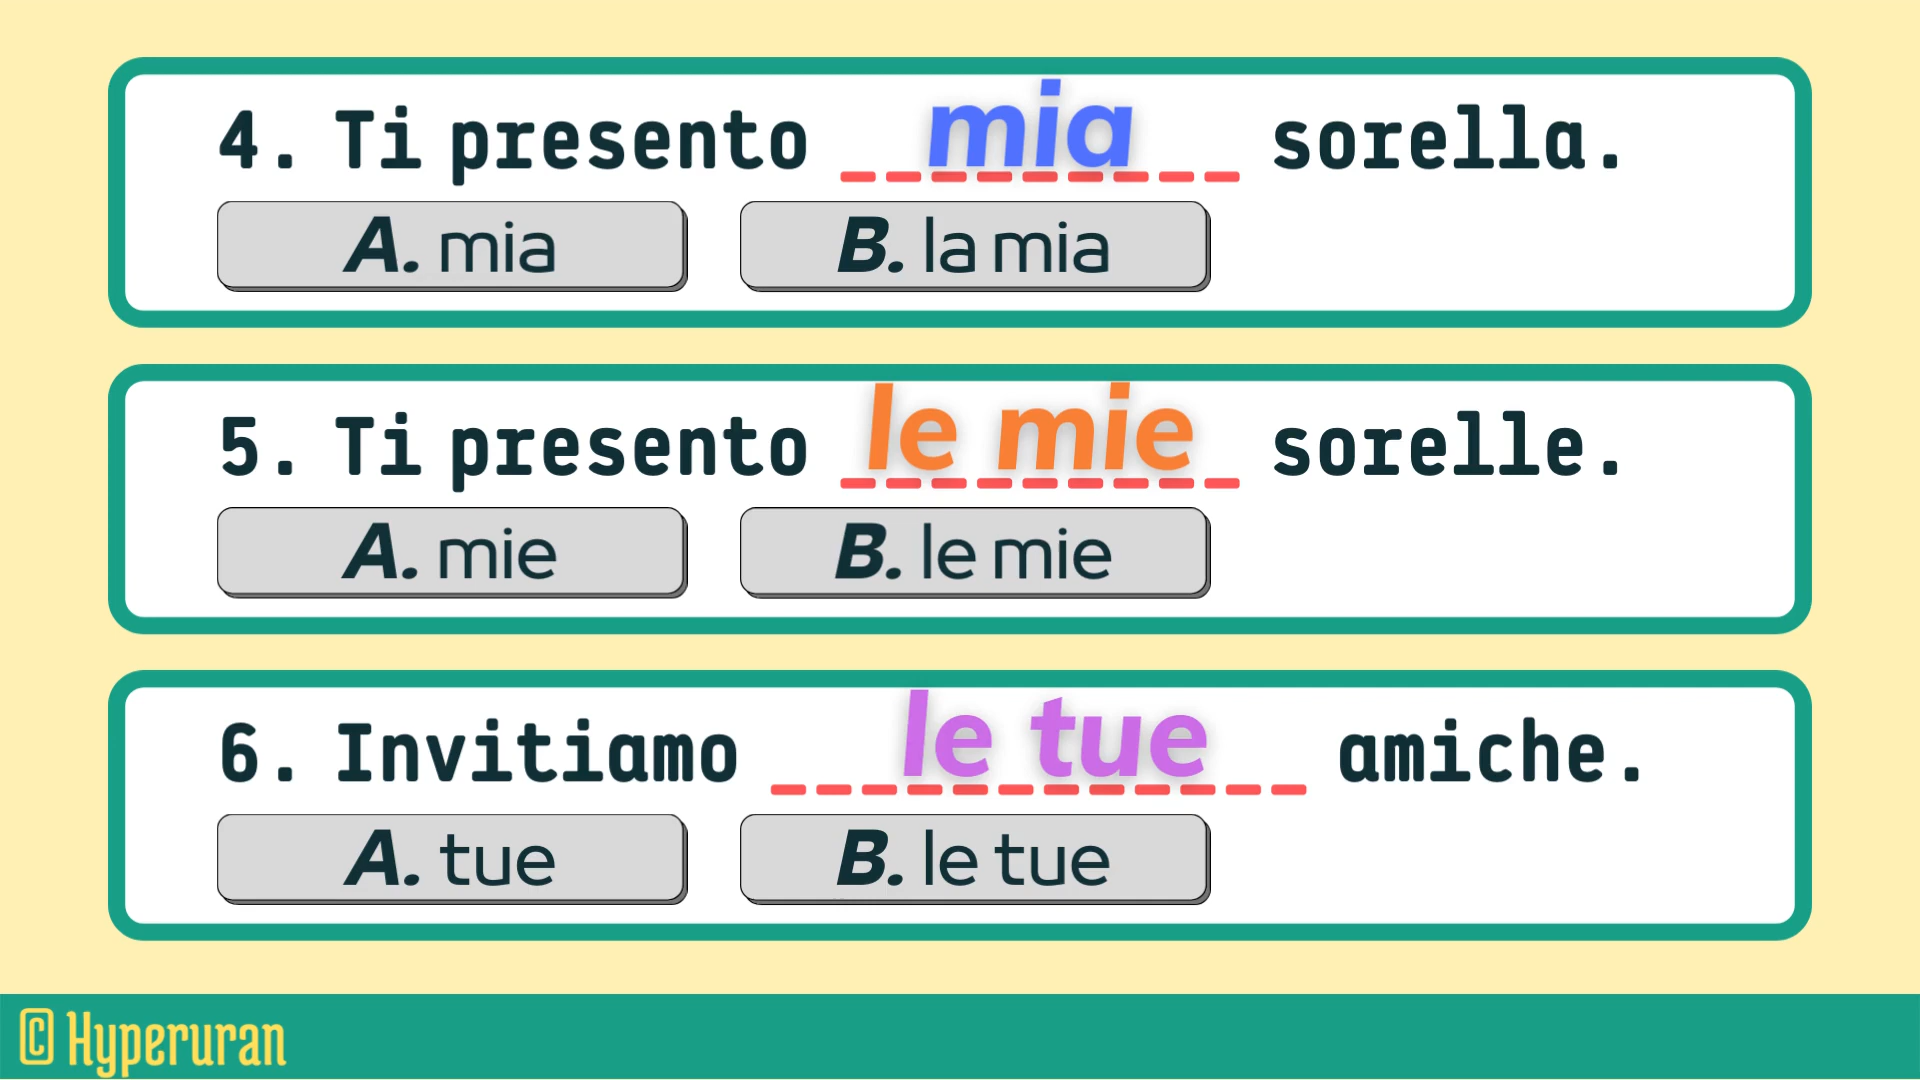 4. Ti presento mia sorella.
A. mia B. la mia
5. Ti presento le mie sorelle.
A. mie B. le mie
6. Invitiamo le tue amiche.
A. tue B. le tue
© Hyperuran